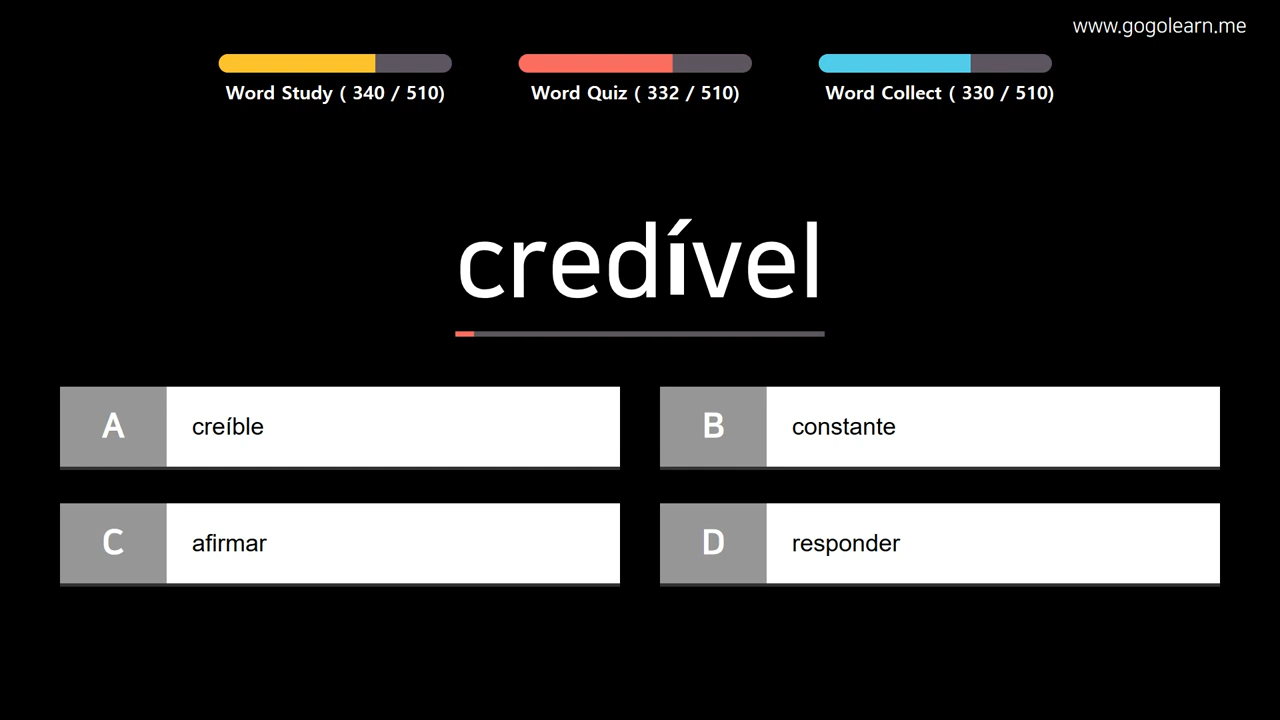 www.gogolearn.me
Word Study ( 340 / 510)
Word Quiz ( 332 / 510)
Word Collect ( 330 / 510)
credível
A
creíble
B
constante
C
afirmar
D
responder